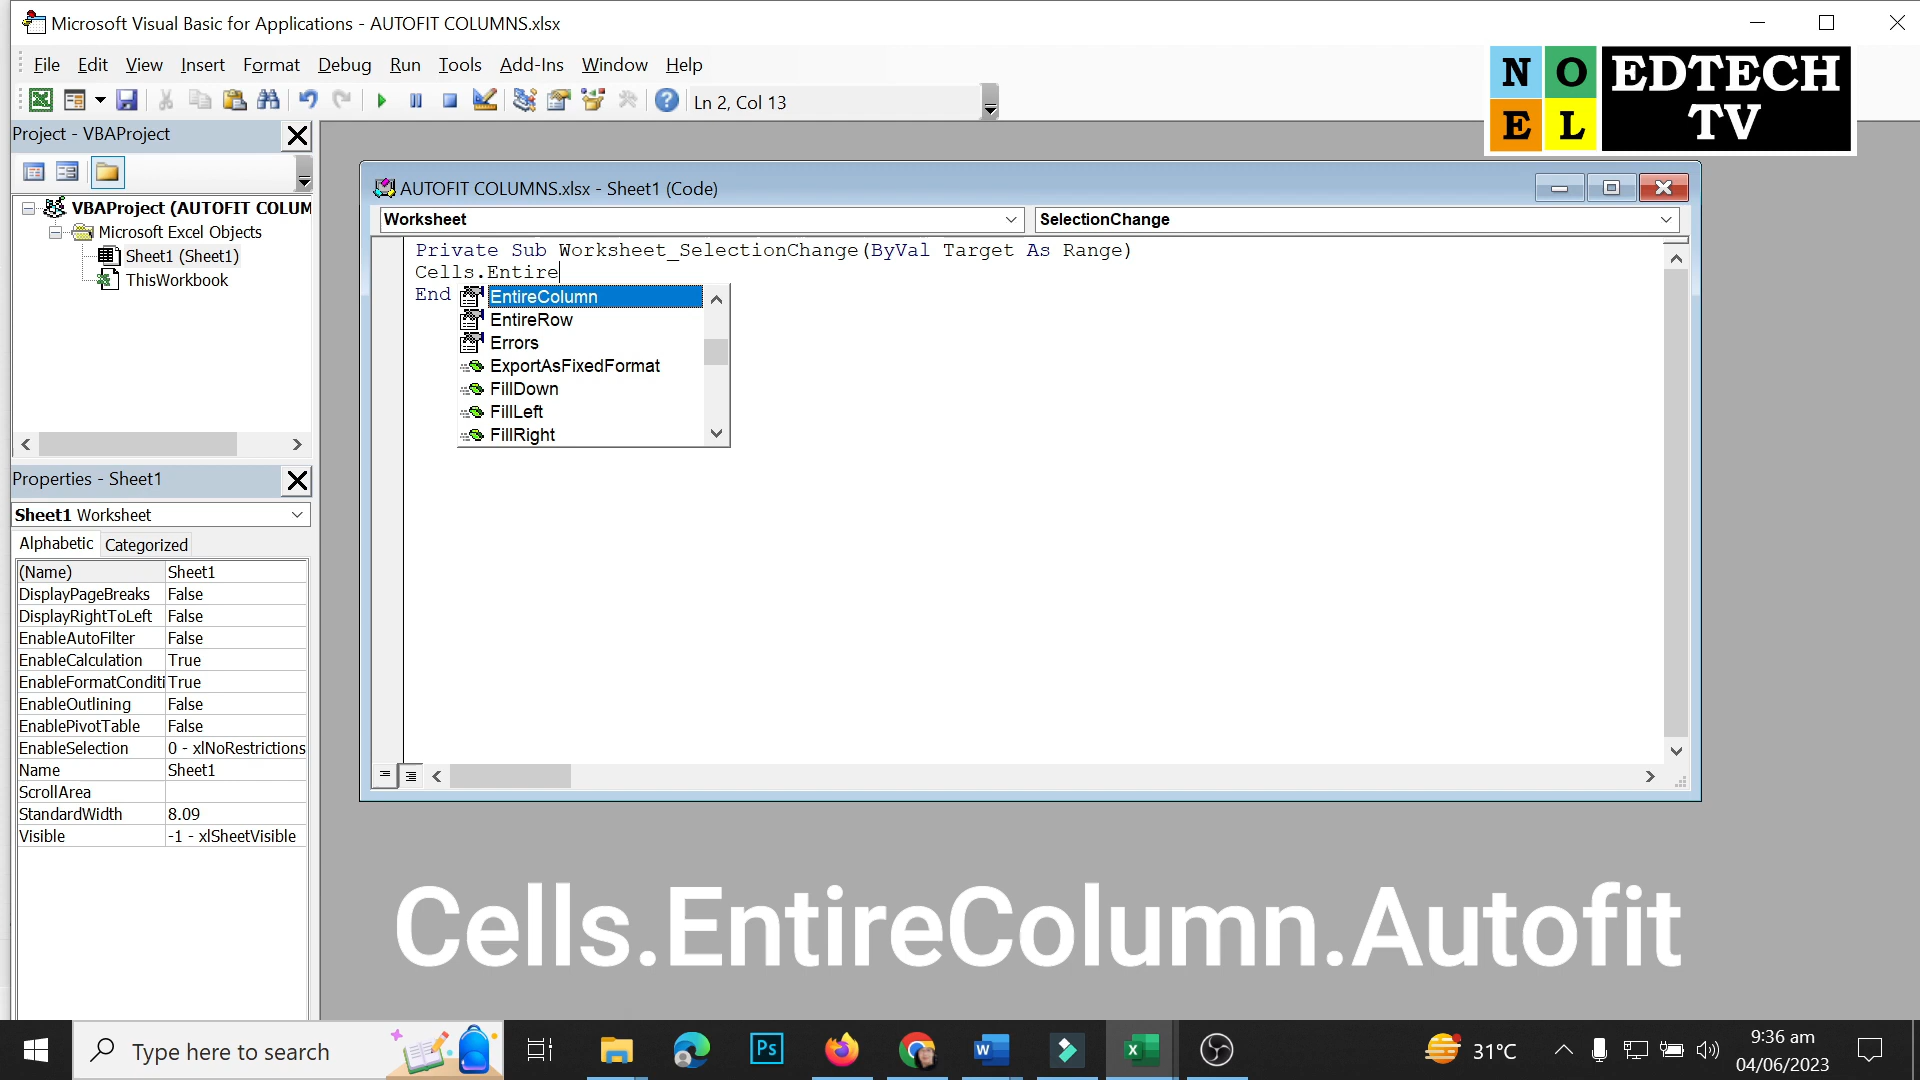 Microsoft Visual Basic for Applications - AUTOFIT COLUMNS.xlsx
File Edit View Insert Format Debug Run Tools Add-Ins Window Help
Ln 2, Col 13
N O E L
EDTECH
TV
Project - VBAProject
VBAProject (AUTOFIT COLUM
Microsoft Excel Objects
Sheet1 (Sheet1)
ThisWorkbook
Properties - Sheet1
Sheet1 Worksheet
Alphabetic Categorized
(Name) Sheet1
DisplayPageBreaks False
DisplayRightToLeft False
EnableAutoFilter False
EnableCalculation True
EnableFormatConditi True
EnableOutlining False
EnablePivotTable False
EnableSelection 0 - xlNoRestrictions
Name Sheet1
ScrollArea
StandardWidth 8.09
Visible -1 - xlSheetVisible
AUTOFIT COLUMNS.xlsx - Sheet1 (Code)
Worksheet SelectionChange
Private Sub Worksheet_SelectionChange(ByVal Target As Range)
Cells.Entire
End
EntireColumn
EntireRow
Errors
ExportAsFixedFormat
FillDown
FillLeft
FillRight
Cells.EntireColumn.Autofit
Type here to search
Ps
31°C
9:36 am
04/06/2023